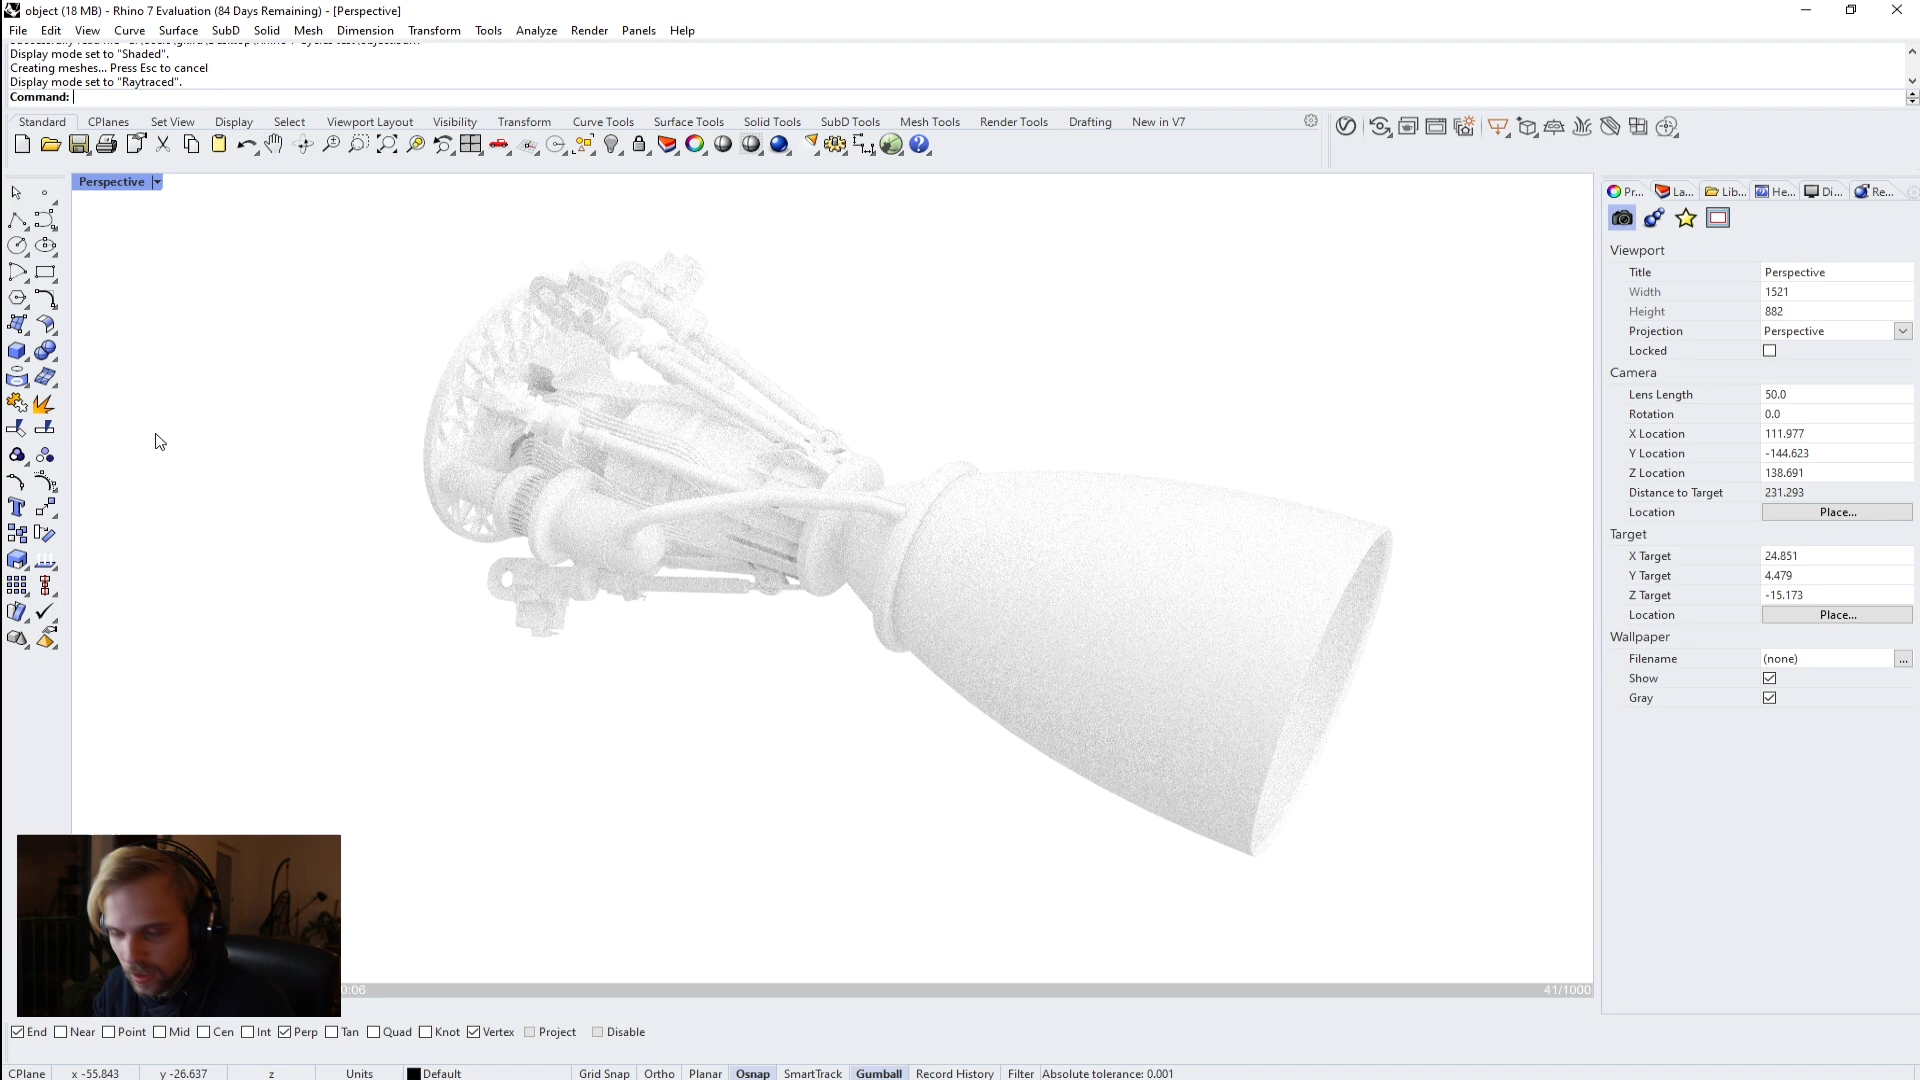 object (18 MB) - Rhino 7 Evaluation (84 Days Remaining) - [Perspective]
File Edit View Curve Surface SubD Solid Mesh Dimension Transform Tools Analyze Render Panels Help
Display mode set to "Shaded".
Creating meshes... Press Esc to cancel
Display mode set to "Raytraced".
Command:
Standard CPlanes Set View Display Select Viewport Layout Visibility Transform Curve Tools Surface Tools Solid Tools SubD Tools Mesh Tools Render Tools Drafting New in V7
Perspective
Pr... La... Lib... He... Di... Re...
Viewport
Title Perspective
Width 1521
Height 882
Projection Perspective
Locked
Camera
Lens Length 50.0
Rotation 0.0
X Location 111.977
Y Location -144.623
Z Location 138.691
Distance to Target 231.293
Location Place...
Target
X Target 24.851
Y Target 4.479
Z Target -15.173
Location Place...
Wallpaper
Filename (none) ...
Show
Gray
0:06 41/1000
End Near Point Mid Cen Int Perp Tan Quad Knot Vertex Project Disable
CPlane x -55.843 y -26.637 z Units Default Grid Snap Ortho Planar Osnap SmartTrack Gumball Record History Filter Absolute tolerance: 0.001